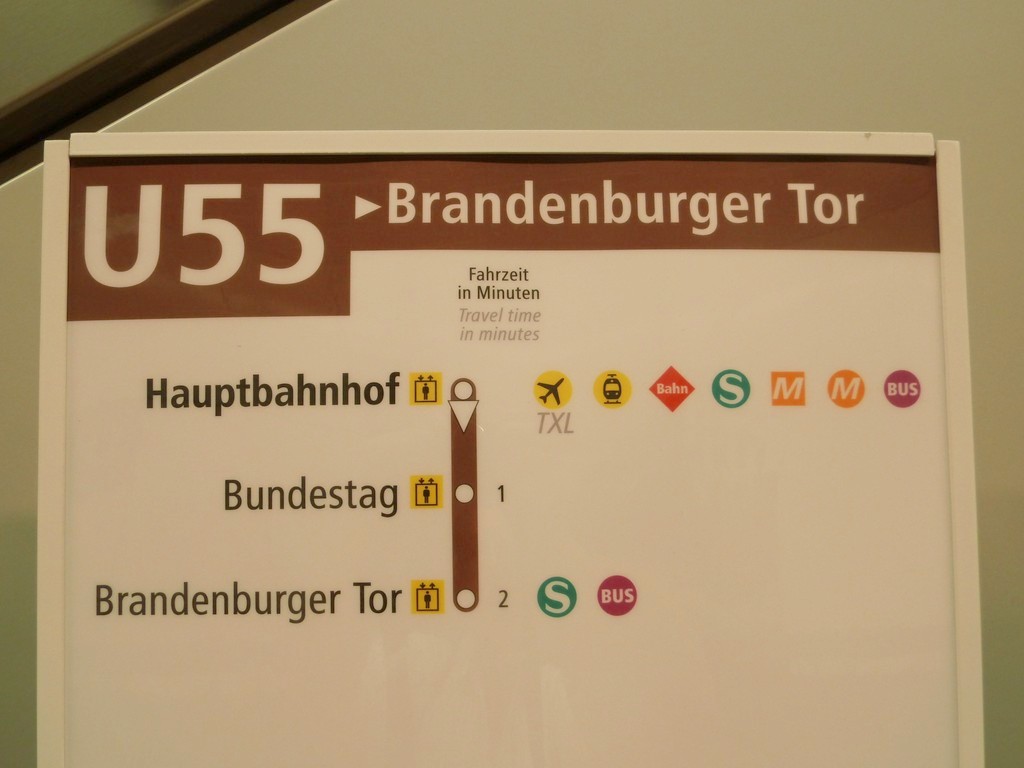 U55 ▸Brandenburger Tor
Fahrzeit
in Minuten
Travel time
in minutes
Hauptbahnhof Bahn S M M BUS
TXL
Bundestag 1
Brandenburger Tor 2 S BUS